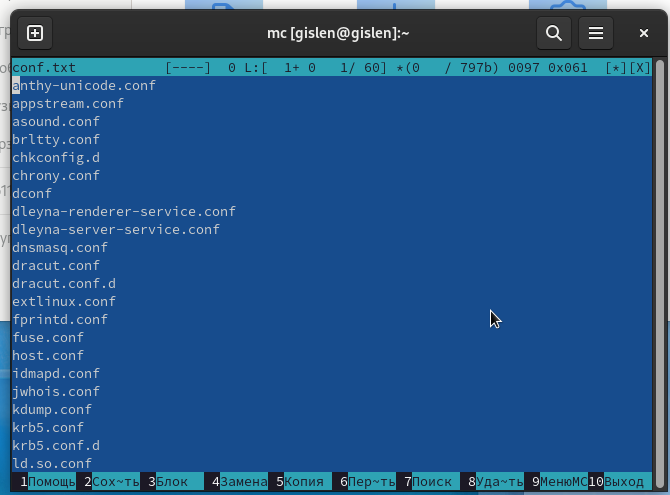 mc [gislen@gislen]:~
conf.txt [----] 0 L:[ 1+ 0 1/ 60] *(0 / 797b) 0097 0x061 [*][X]
anthy-unicode.conf
appstream.conf
asound.conf
brltty.conf
chkconfig.d
chrony.conf
dconf
dleyna-renderer-service.conf
dleyna-server-service.conf
dnsmasq.conf
dracut.conf
dracut.conf.d
extlinux.conf
fprintd.conf
fuse.conf
host.conf
idmapd.conf
jwhois.conf
kdump.conf
krb5.conf
krb5.conf.d
ld.so.conf
1Помощь 2Сох~ть 3Блок 4Замена 5Копия 6Пер~ть 7Поиск 8Уда~ть 9МенюMC 10Выход